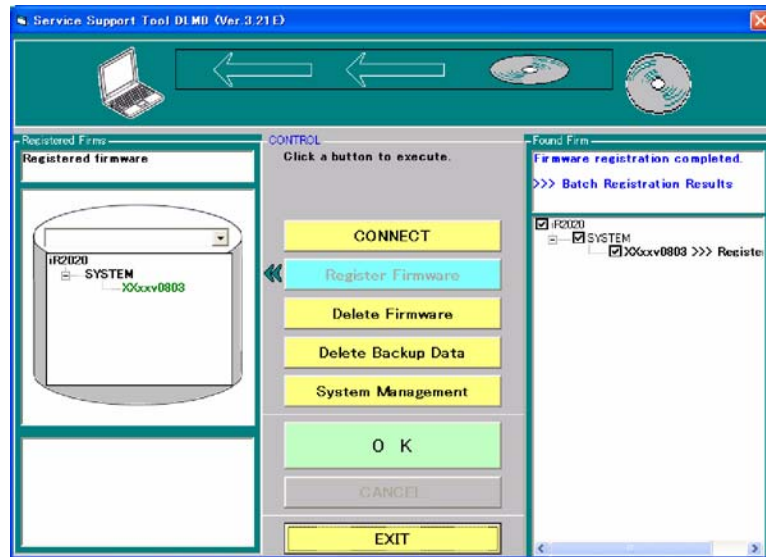 Service Support Tool DLMD (Ver.3.21E)
Registered Firms
Registered firmware
iR2020
SYSTEM
XXxxv0803
CONTROL
Click a button to execute.
CONNECT
Register Firmware
Delete Firmware
Delete Backup Data
System Management
O K
CANCEL
EXIT
Found Firm
Firmware registration completed.
>>> Batch Registration Results
iR2020
SYSTEM
XXxxv0803 >>> Registe